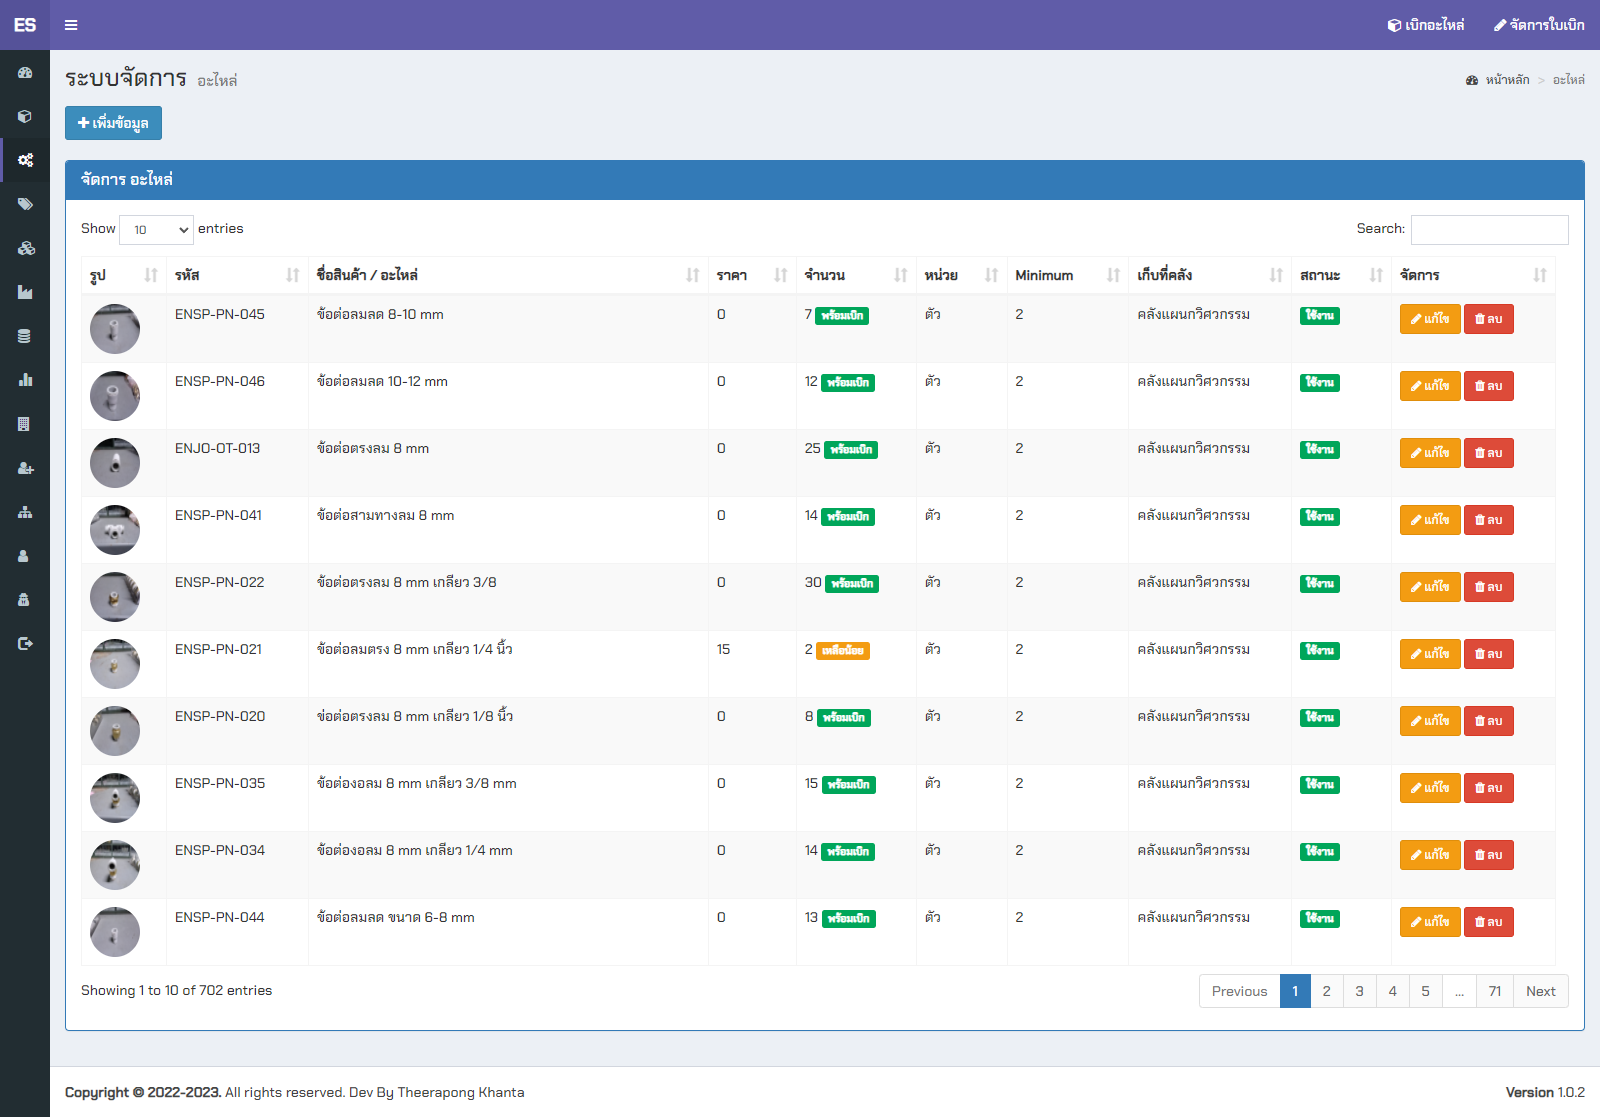 ES เบิกอะไหล่ จัดการใบเบิก
ระบบจัดการ อะไหล่ หน้าหลัก > อะไหล่
เพิ่มข้อมูล
จัดการ อะไหล่
Show 10 entries Search:
รูป รหัส ชื่อสินค้า / อะไหล่ ราคา จำนวน หน่วย Minimum เก็บที่คลัง สถานะ จัดการ
ENSP-PN-045 ข้อต่อลมลด 8-10 mm 0 7 พร้อมเบิก ตัว 2 คลังแผนกวิศวกรรม ใช้งาน แก้ไข ลบ
ENSP-PN-046 ข้อต่อลมลด 10-12 mm 0 12 พร้อมเบิก ตัว 2 คลังแผนกวิศวกรรม ใช้งาน แก้ไข ลบ
ENJO-OT-013 ข้อต่อตรงลม 8 mm 0 25 พร้อมเบิก ตัว 2 คลังแผนกวิศวกรรม ใช้งาน แก้ไข ลบ
ENSP-PN-041 ข้อต่อสามทางลม 8 mm 0 14 พร้อมเบิก ตัว 2 คลังแผนกวิศวกรรม ใช้งาน แก้ไข ลบ
ENSP-PN-022 ข้อต่อตรงลม 8 mm เกลียว 3/8 0 30 พร้อมเบิก ตัว 2 คลังแผนกวิศวกรรม ใช้งาน แก้ไข ลบ
ENSP-PN-021 ข้อต่อลมตรง 8 mm เกลียว 1/4 นิ้ว 15 2 เหลือน้อย ตัว 2 คลังแผนกวิศวกรรม ใช้งาน แก้ไข ลบ
ENSP-PN-020 ข่อต่อตรงลม 8 mm เกลียว 1/8 นิ้ว 0 8 พร้อมเบิก ตัว 2 คลังแผนกวิศวกรรม ใช้งาน แก้ไข ลบ
ENSP-PN-035 ข้อต่องอลม 8 mm เกลียว 3/8 mm 0 15 พร้อมเบิก ตัว 2 คลังแผนกวิศวกรรม ใช้งาน แก้ไข ลบ
ENSP-PN-034 ข้อต่องอลม 8 mm เกลียว 1/4 mm 0 14 พร้อมเบิก ตัว 2 คลังแผนกวิศวกรรม ใช้งาน แก้ไข ลบ
ENSP-PN-044 ข้อต่อลมลด ขนาด 6-8 mm 0 13 พร้อมเบิก ตัว 2 คลังแผนกวิศวกรรม ใช้งาน แก้ไข ลบ
Showing 1 to 10 of 702 entries Previous 1 2 3 4 5 ... 71 Next
Copyright © 2022-2023. All rights reserved. Dev By Theerapong Khanta Version 1.0.2